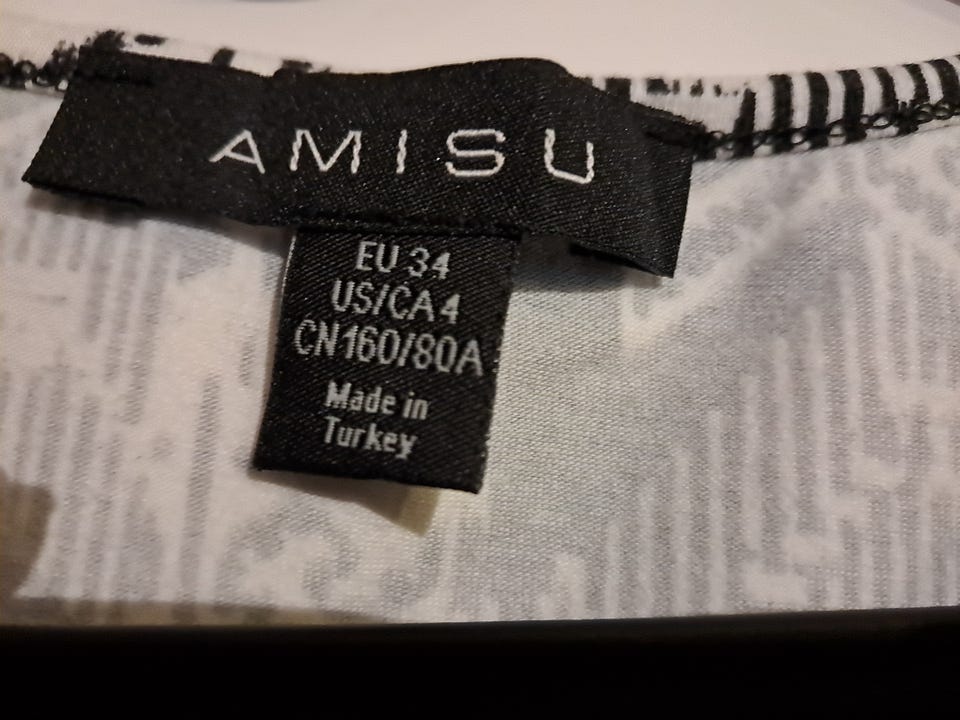 AMISU
EU 34
US/CA 4
CN160/80A
Made in
Turkey